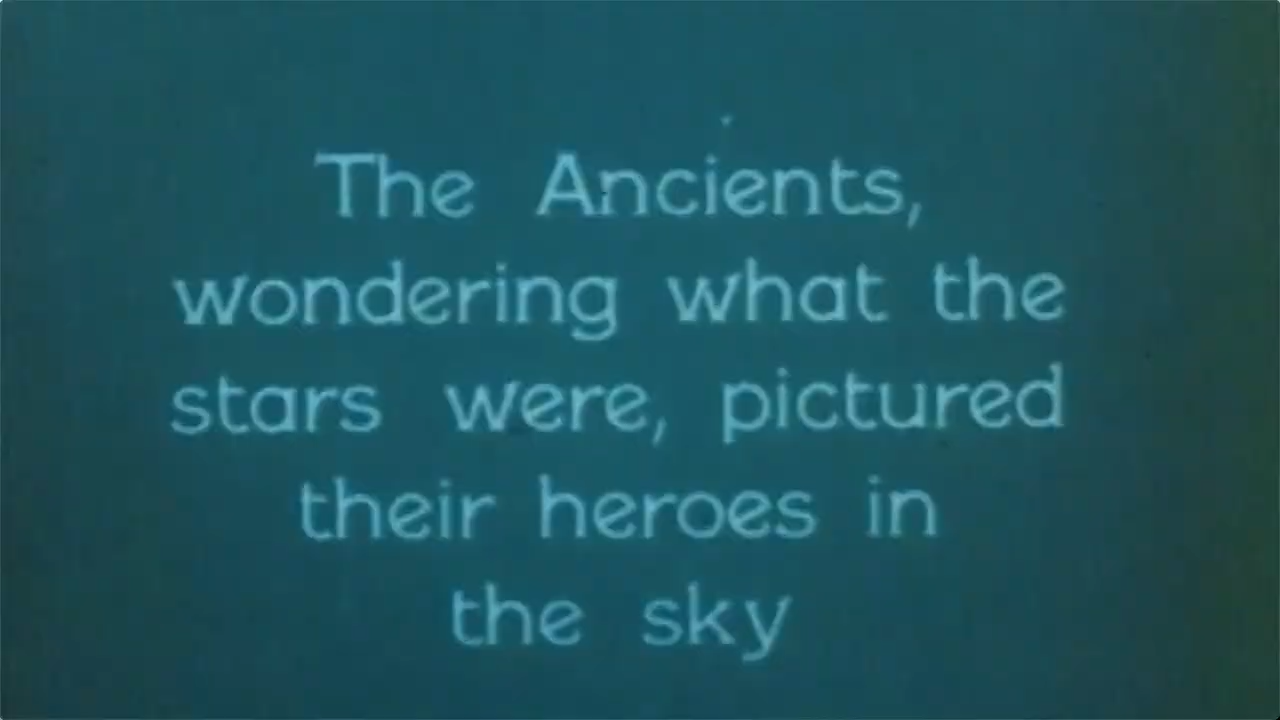 The Ancients,
wondering what the
stars were, pictured
their heroes in
the sky